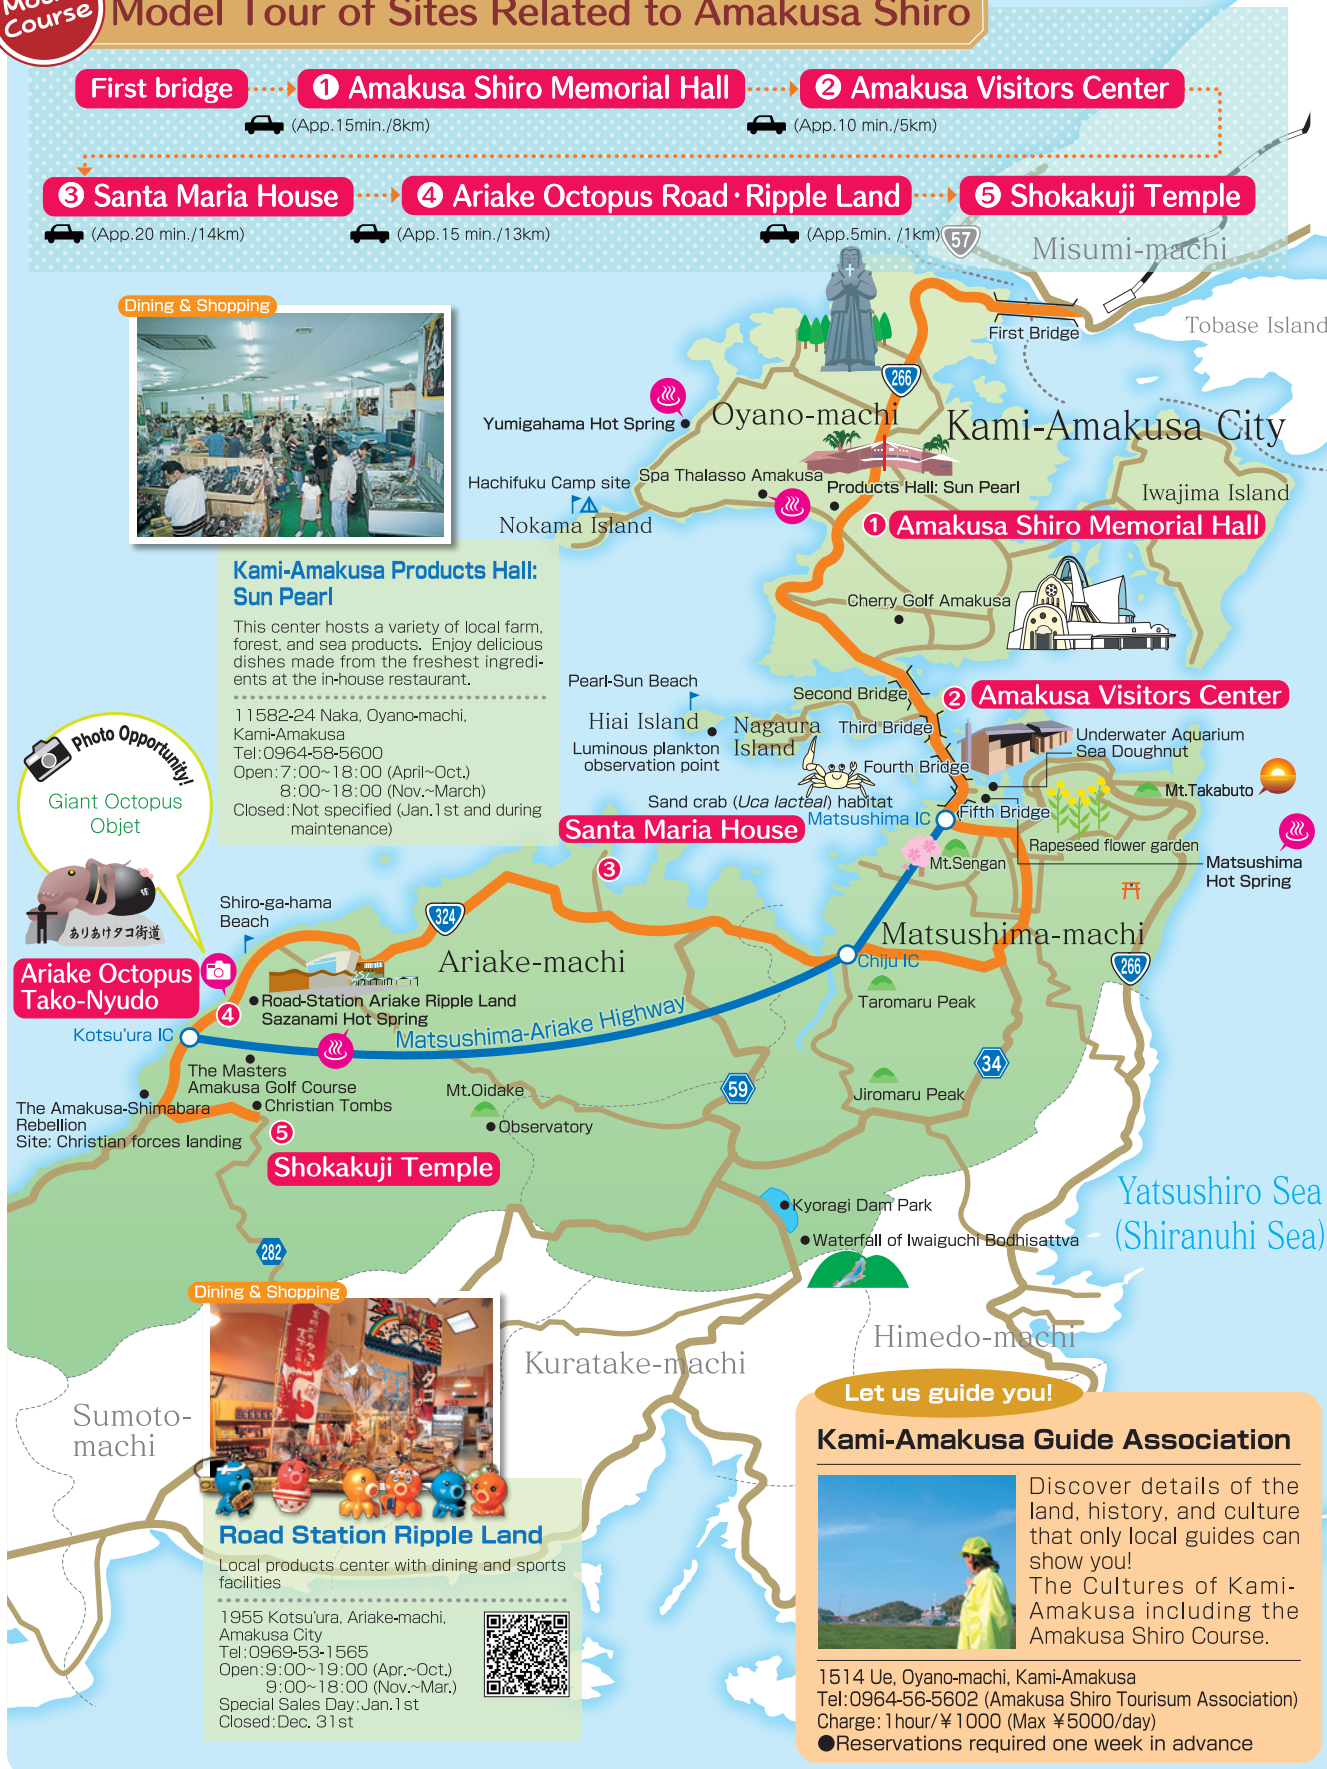 Model
Course
Model Tour of Sites Related to Amakusa Shiro
First bridge
❶ Amakusa Shiro Memorial Hall
❷ Amakusa Visitors Center
(App.15min./8km)
(App.10 min./5km)
❸ Santa Maria House
❹ Ariake Octopus Road・Ripple Land
❺ Shokakuji Temple
(App.20 min./14km)
(App.15 min./13km)
(App.5min. /1km)
57
Misumi-machi
Tobase Island
First Bridge
266
Oyano-machi
Kami-Amakusa City
Yumigahama Hot Spring
Hachifuku Camp site
Spa Thalasso Amakusa
Products Hall: Sun Pearl
Iwajima Island
Nokama Island
① Amakusa Shiro Memorial Hall
Cherry Golf Amakusa
Dining & Shopping
Kami-Amakusa Products Hall:
Sun Pearl
This center hosts a variety of local farm,
forest, and sea products. Enjoy delicious
dishes made from the freshest ingredi-
ents at the in-house restaurant.
11582-24 Naka, Oyano-machi,
Kami-Amakusa
Tel:0964-58-5600
Open:7:00~18:00 (April~Oct.)
8:00~18:00 (Nov.~March)
Closed:Not specified (Jan.1st and during
maintenance)
Pearl-Sun Beach
Hiai Island
Luminous plankton
observation point
Nagaura
Island
Second Bridge
Third Bridge
Fourth Bridge
② Amakusa Visitors Center
Underwater Aquarium
Sea Doughnut
Mt.Takabuto
Sand crab (Uca lacteal) habitat
Matsushima IC
Fifth Bridge
Rapeseed flower garden
Matsushima
Hot Spring
Mt.Sengan
Santa Maria House
③
Photo Opportunity!
Giant Octopus
Objet
ありあけタコ街道
Shiro-ga-hama
Beach
324
Ariake-machi
Matsushima-machi
Chiju IC
266
Ariake Octopus
Tako-Nyudo
④
Road-Station Ariake Ripple Land
Sazanami Hot Spring
Matsushima-Ariake Highway
Taromaru Peak
Kotsu'ura IC
The Masters
Amakusa Golf Course
Christian Tombs
Mt.Oidake
Observatory
59
34
Jiromaru Peak
The Amakusa-Shimabara
Rebellion
Site: Christian forces landing
⑤
Shokakuji Temple
Kyoragi Dam Park
Waterfall of Iwaiguchi Bodhisattva
Yatsushiro Sea
(Shiranuhi Sea)
282
Himedo-machi
Kuratake-machi
Sumoto-
machi
Dining & Shopping
タコ
Road Station Ripple Land
Local products center with dining and sports
facilities
1955 Kotsu'ura, Ariake-machi,
Amakusa City
Tel:0969-53-1565
Open:9:00~19:00 (Apr.~Oct.)
9:00~18:00 (Nov.~Mar.)
Special Sales Day:Jan.1st
Closed:Dec. 31st
Let us guide you!
Kami-Amakusa Guide Association
Discover details of the
land, history, and culture
that only local guides can
show you!
The Cultures of Kami-
Amakusa including the
Amakusa Shiro Course.
1514 Ue, Oyano-machi, Kami-Amakusa
Tel:0964-56-5602 (Amakusa Shiro Tourisum Association)
Charge:1hour/¥1000 (Max ¥5000/day)
●Reservations required one week in advance